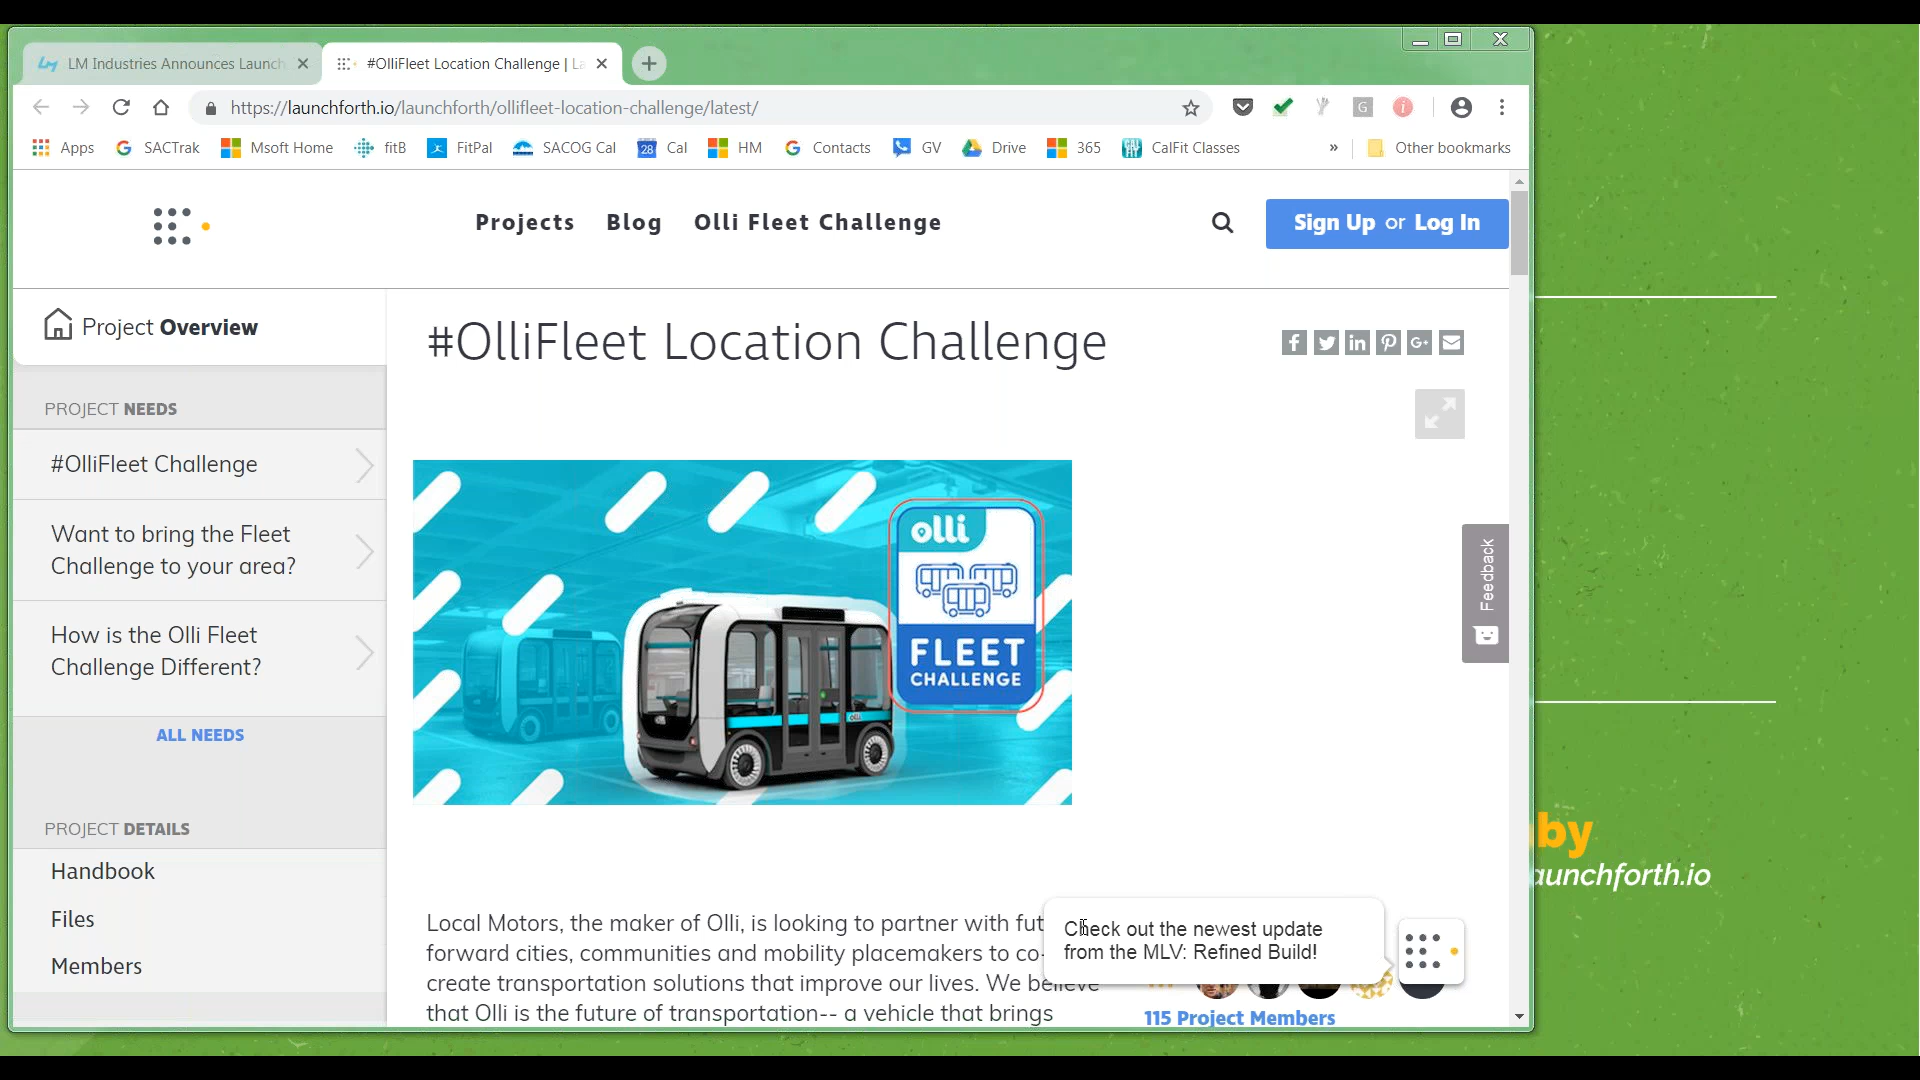 LM Industries Announces Launch
#OlliFleet Location Challenge | La
https://launchforth.io/launchforth/ollifleet-location-challenge/latest/
Apps
SACTrak
Msoft Home
fitB
FitPal
SACOG Cal
28
Cal
HM
Contacts
GV
Drive
365
CalFit Classes
»
Other bookmarks
Projects
Blog
Olli Fleet Challenge
Sign Up or Log In
Project Overview
#OlliFleet Location Challenge
PROJECT NEEDS
#OlliFleet Challenge
Want to bring the Fleet
Challenge to your area?
How is the Olli Fleet
Challenge Different?
ALL NEEDS
PROJECT DETAILS
Handbook
Files
Members
olli
FLEET
CHALLENGE
olli
Feedback
Local Motors, the maker of Olli, is looking to partner with fut
forward cities, communities and mobility placemakers to co-
create transportation solutions that improve our lives. We believe
that Olli is the future of transportation-- a vehicle that brings
Check out the newest update
from the MLV: Refined Build!
115 Project Members
by
aunchforth.io